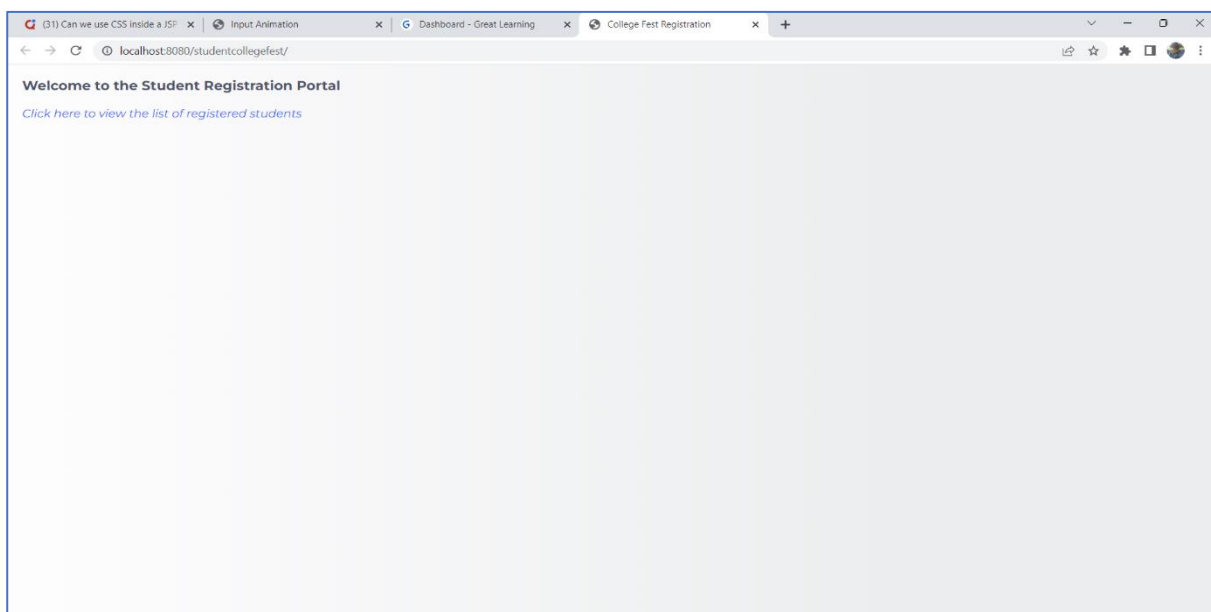 (31) Can we use CSS inside a JSP
Input Animation
Dashboard - Great Learning
College Fest Registration
localhost:8080/studentcollegefest/
Welcome to the Student Registration Portal
Click here to view the list of registered students